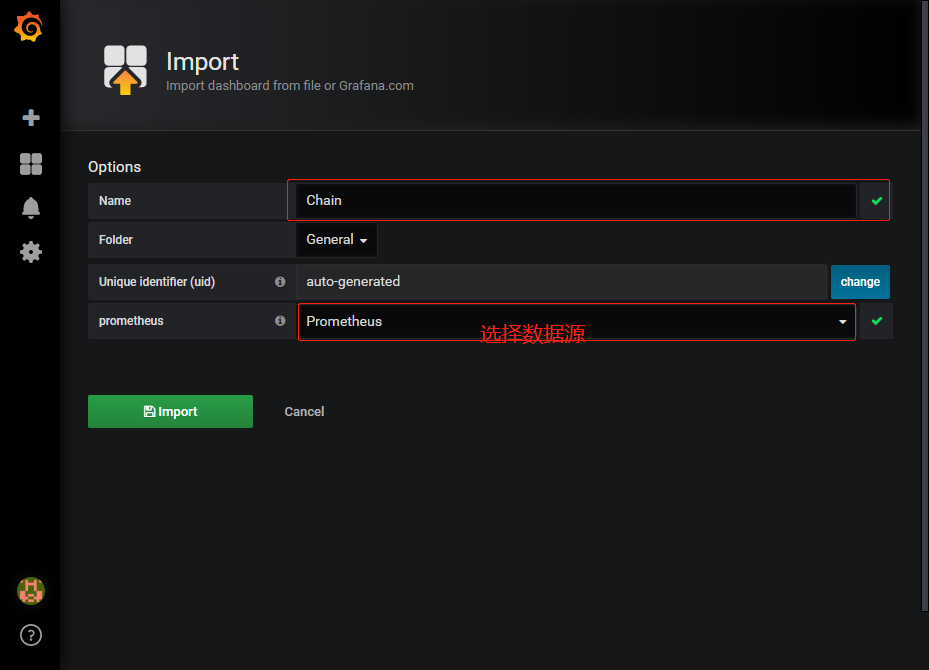 Import
Import dashboard from file or Grafana.com
Options
Name
Chain
Folder
General
Unique identifier (uid)
auto-generated
change
prometheus
Prometheus
选择数据源
Import
Cancel